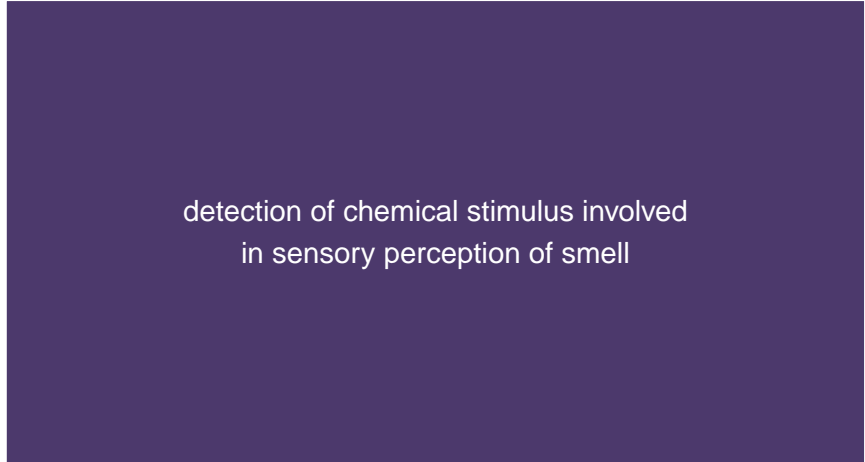 detection of chemical stimulus involved
in sensory perception of smell